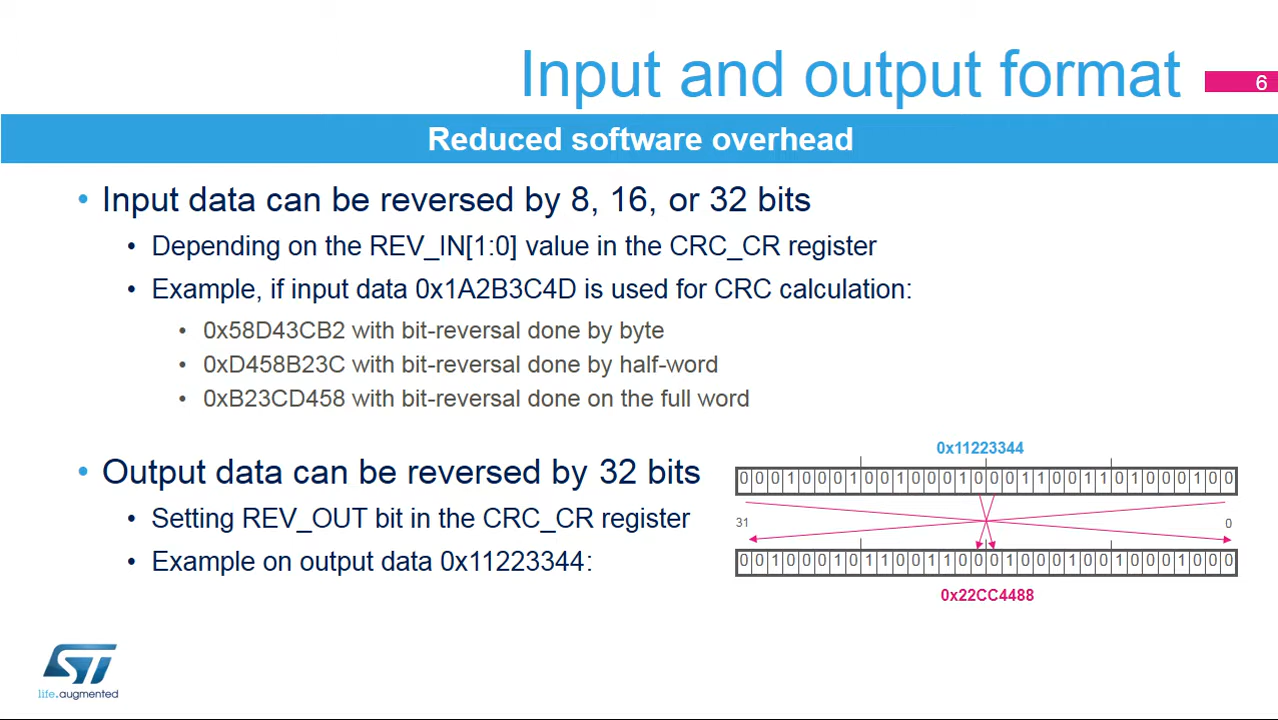 Input and output format
6
Reduced software overhead
• Input data can be reversed by 8, 16, or 32 bits
• Depending on the REV_IN[1:0] value in the CRC_CR register
• Example, if input data 0x1A2B3C4D is used for CRC calculation:
• 0x58D43CB2 with bit-reversal done by byte
• 0xD458B23C with bit-reversal done by half-word
• 0xB23CD458 with bit-reversal done on the full word
• Output data can be reversed by 32 bits
• Setting REV_OUT bit in the CRC_CR register
• Example on output data 0x11223344:
0x11223344
0 0 0 1 0 0 0 1 0 0 1 0 0 0 1 0 0 0 1 1 0 0 1 1 0 1 0 0 0 1 0 0
31 0
0 0 1 0 0 0 1 0 1 1 0 0 1 1 0 0 0 1 0 0 0 1 0 0 1 0 0 0 1 0 0 0
0x22CC4488
ST
life.augmented